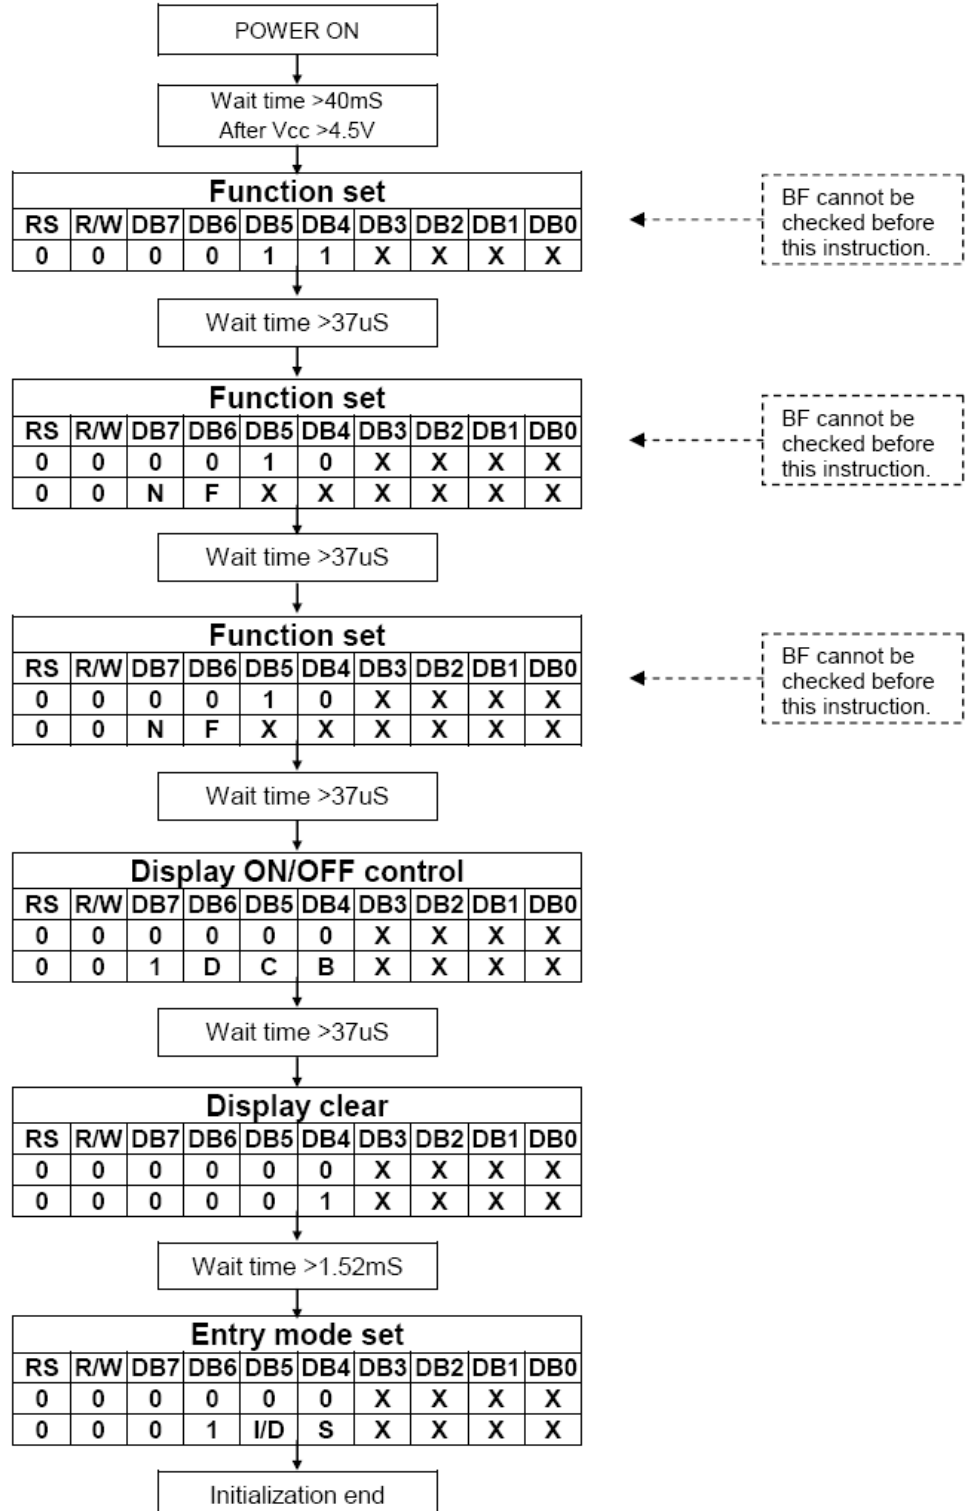 POWER ON
Wait time >40mS
After Vcc >4.5V
Function set
RS R/W DB7 DB6 DB5 DB4 DB3 DB2 DB1 DB0
0 0 0 0 1 1 X X X X
BF cannot be
checked before
this instruction.
Wait time >37uS
Function set
RS R/W DB7 DB6 DB5 DB4 DB3 DB2 DB1 DB0
0 0 0 0 1 0 X X X X
0 0 N F X X X X X X
BF cannot be
checked before
this instruction.
Wait time >37uS
Function set
RS R/W DB7 DB6 DB5 DB4 DB3 DB2 DB1 DB0
0 0 0 0 1 0 X X X X
0 0 N F X X X X X X
BF cannot be
checked before
this instruction.
Wait time >37uS
Display ON/OFF control
RS R/W DB7 DB6 DB5 DB4 DB3 DB2 DB1 DB0
0 0 0 0 0 0 X X X X
0 0 1 D C B X X X X
Wait time >37uS
Display clear
RS R/W DB7 DB6 DB5 DB4 DB3 DB2 DB1 DB0
0 0 0 0 0 0 X X X X
0 0 0 0 0 1 X X X X
Wait time >1.52mS
Entry mode set
RS R/W DB7 DB6 DB5 DB4 DB3 DB2 DB1 DB0
0 0 0 0 0 0 X X X X
0 0 0 1 I/D S X X X X
Initialization end